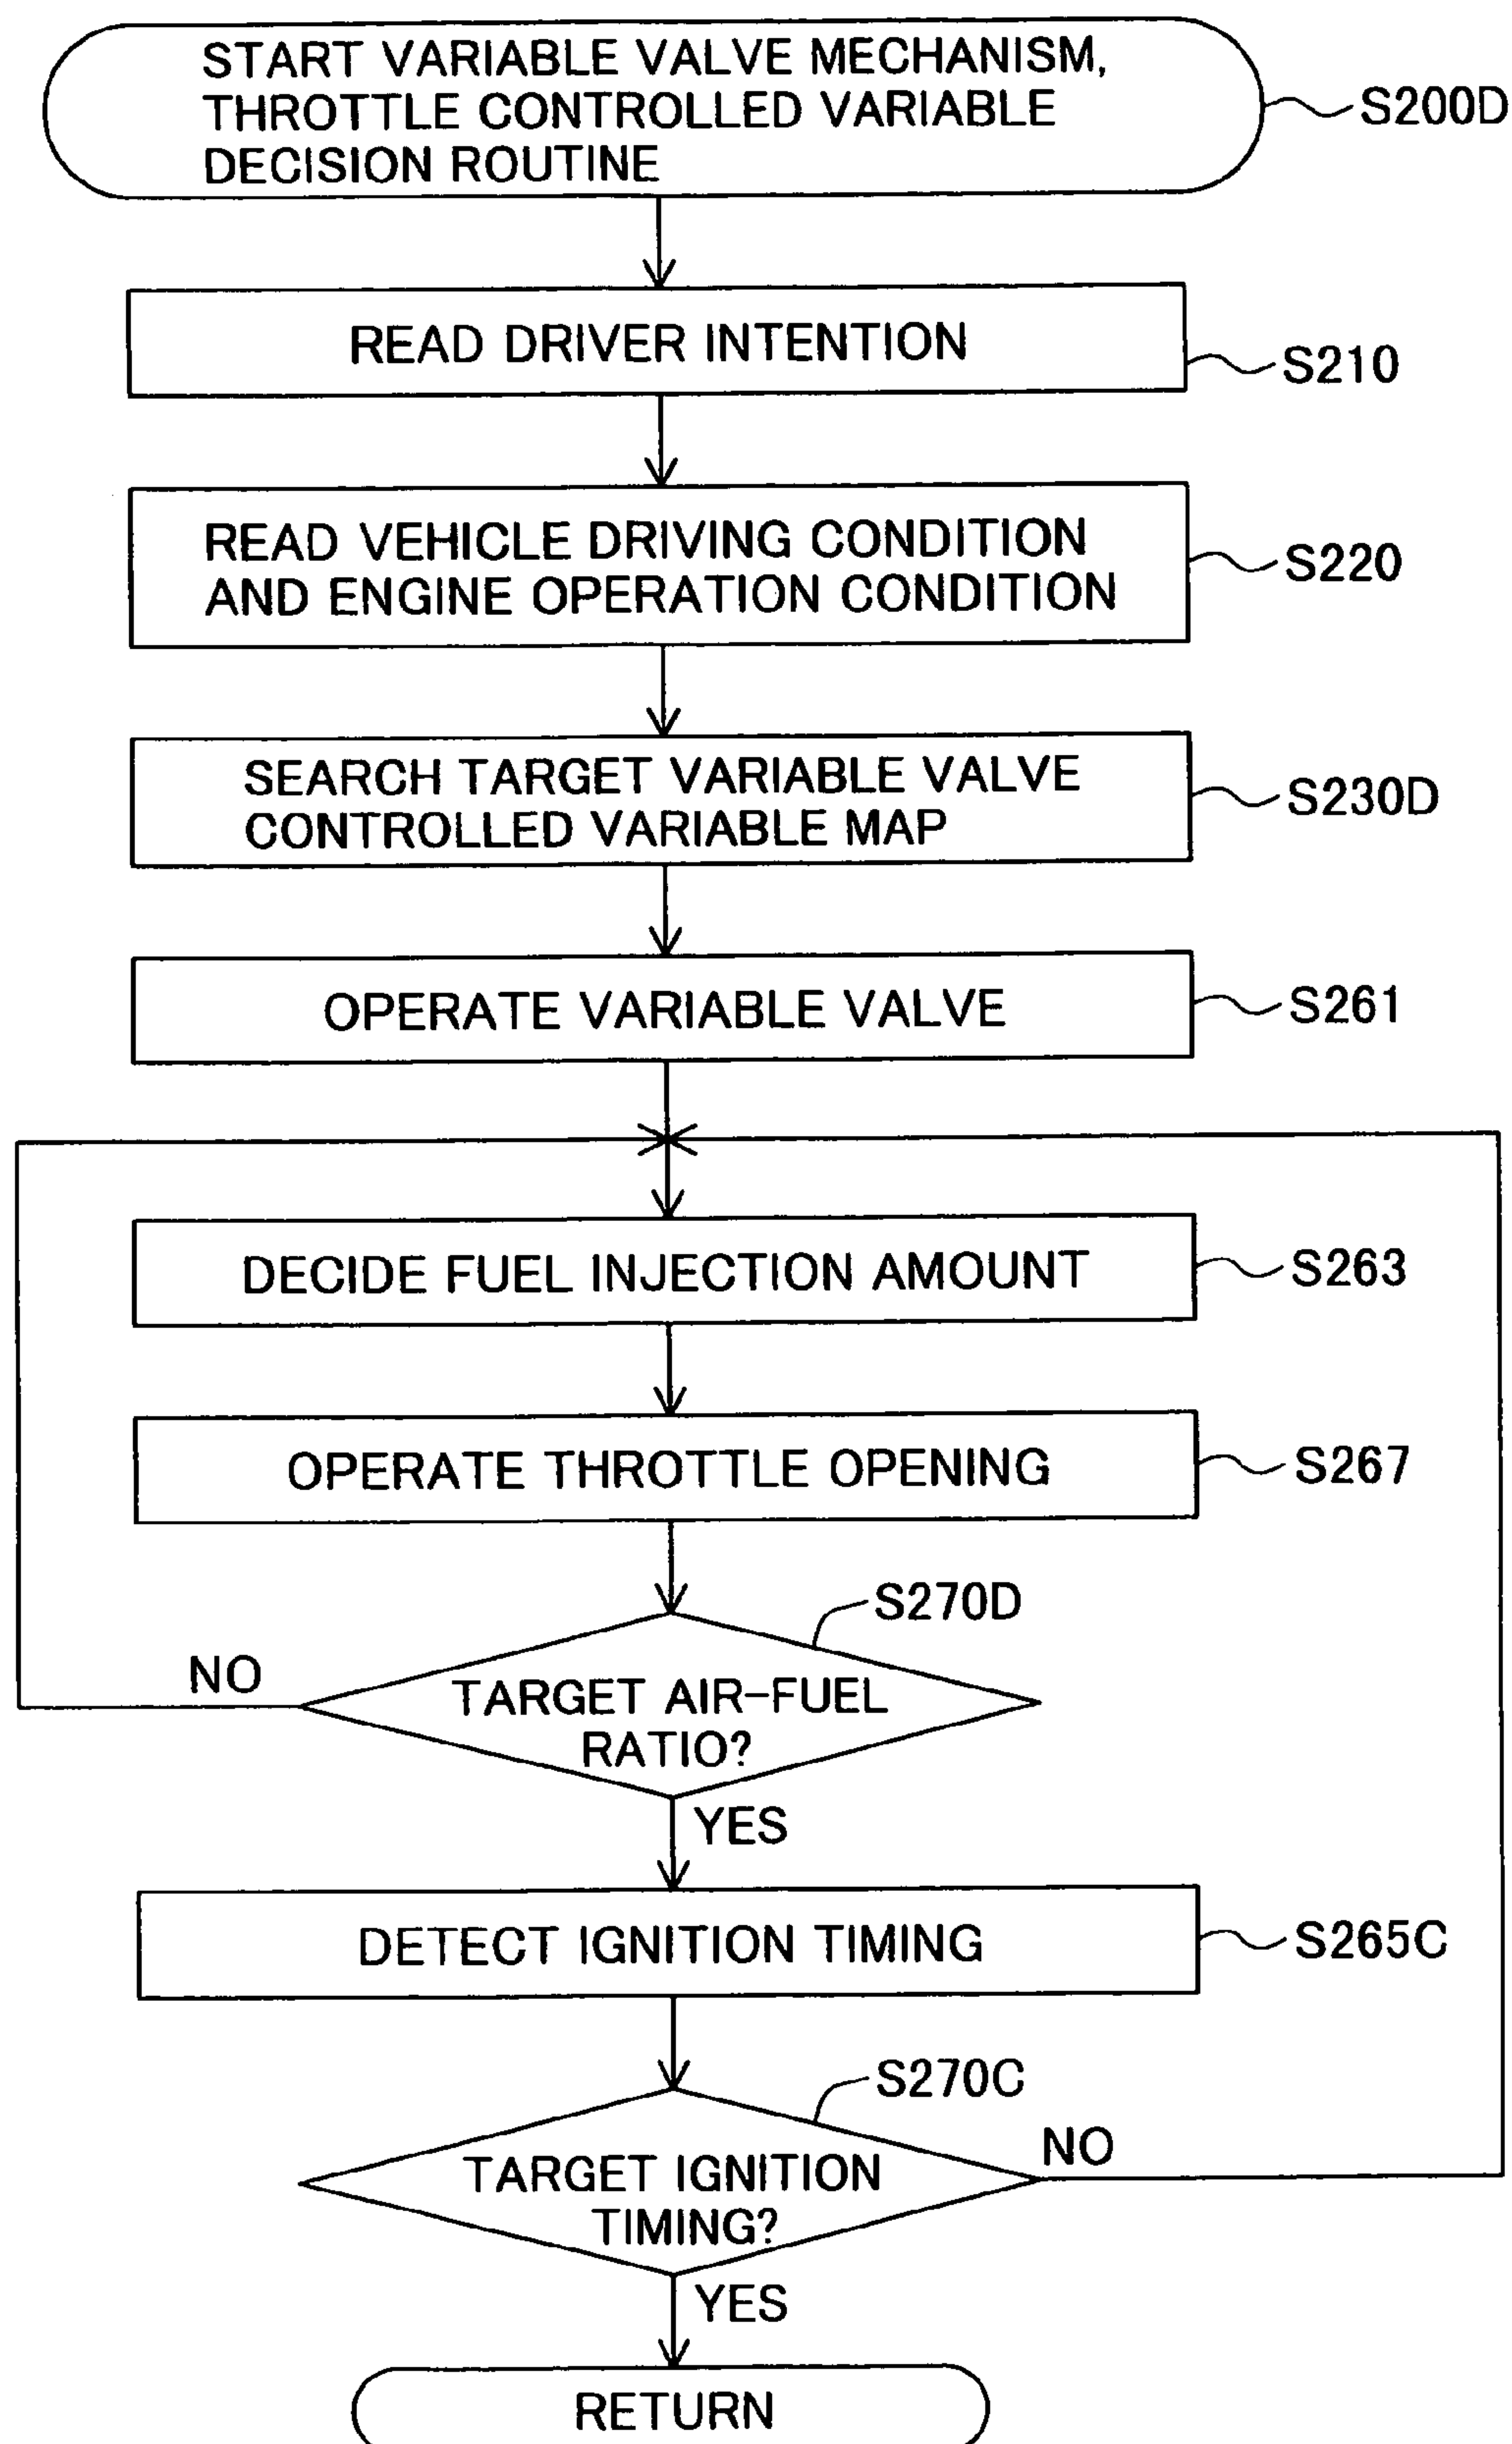 START VARIABLE VALVE MECHANISM,
THROTTLE CONTROLLED VARIABLE
DECISION ROUTINE
S200D
READ DRIVER INTENTION
S210
READ VEHICLE DRIVING CONDITION
AND ENGINE OPERATION CONDITION
S220
SEARCH TARGET VARIABLE VALVE
CONTROLLED VARIABLE MAP
S230D
OPERATE VARIABLE VALVE
S261
DECIDE FUEL INJECTION AMOUNT
S263
OPERATE THROTTLE OPENING
S267
S270D
NO
TARGET AIR-FUEL
RATIO?
YES
DETECT IGNITION TIMING
S265C
S270C
NO
TARGET IGNITION
TIMING?
YES
RETURN